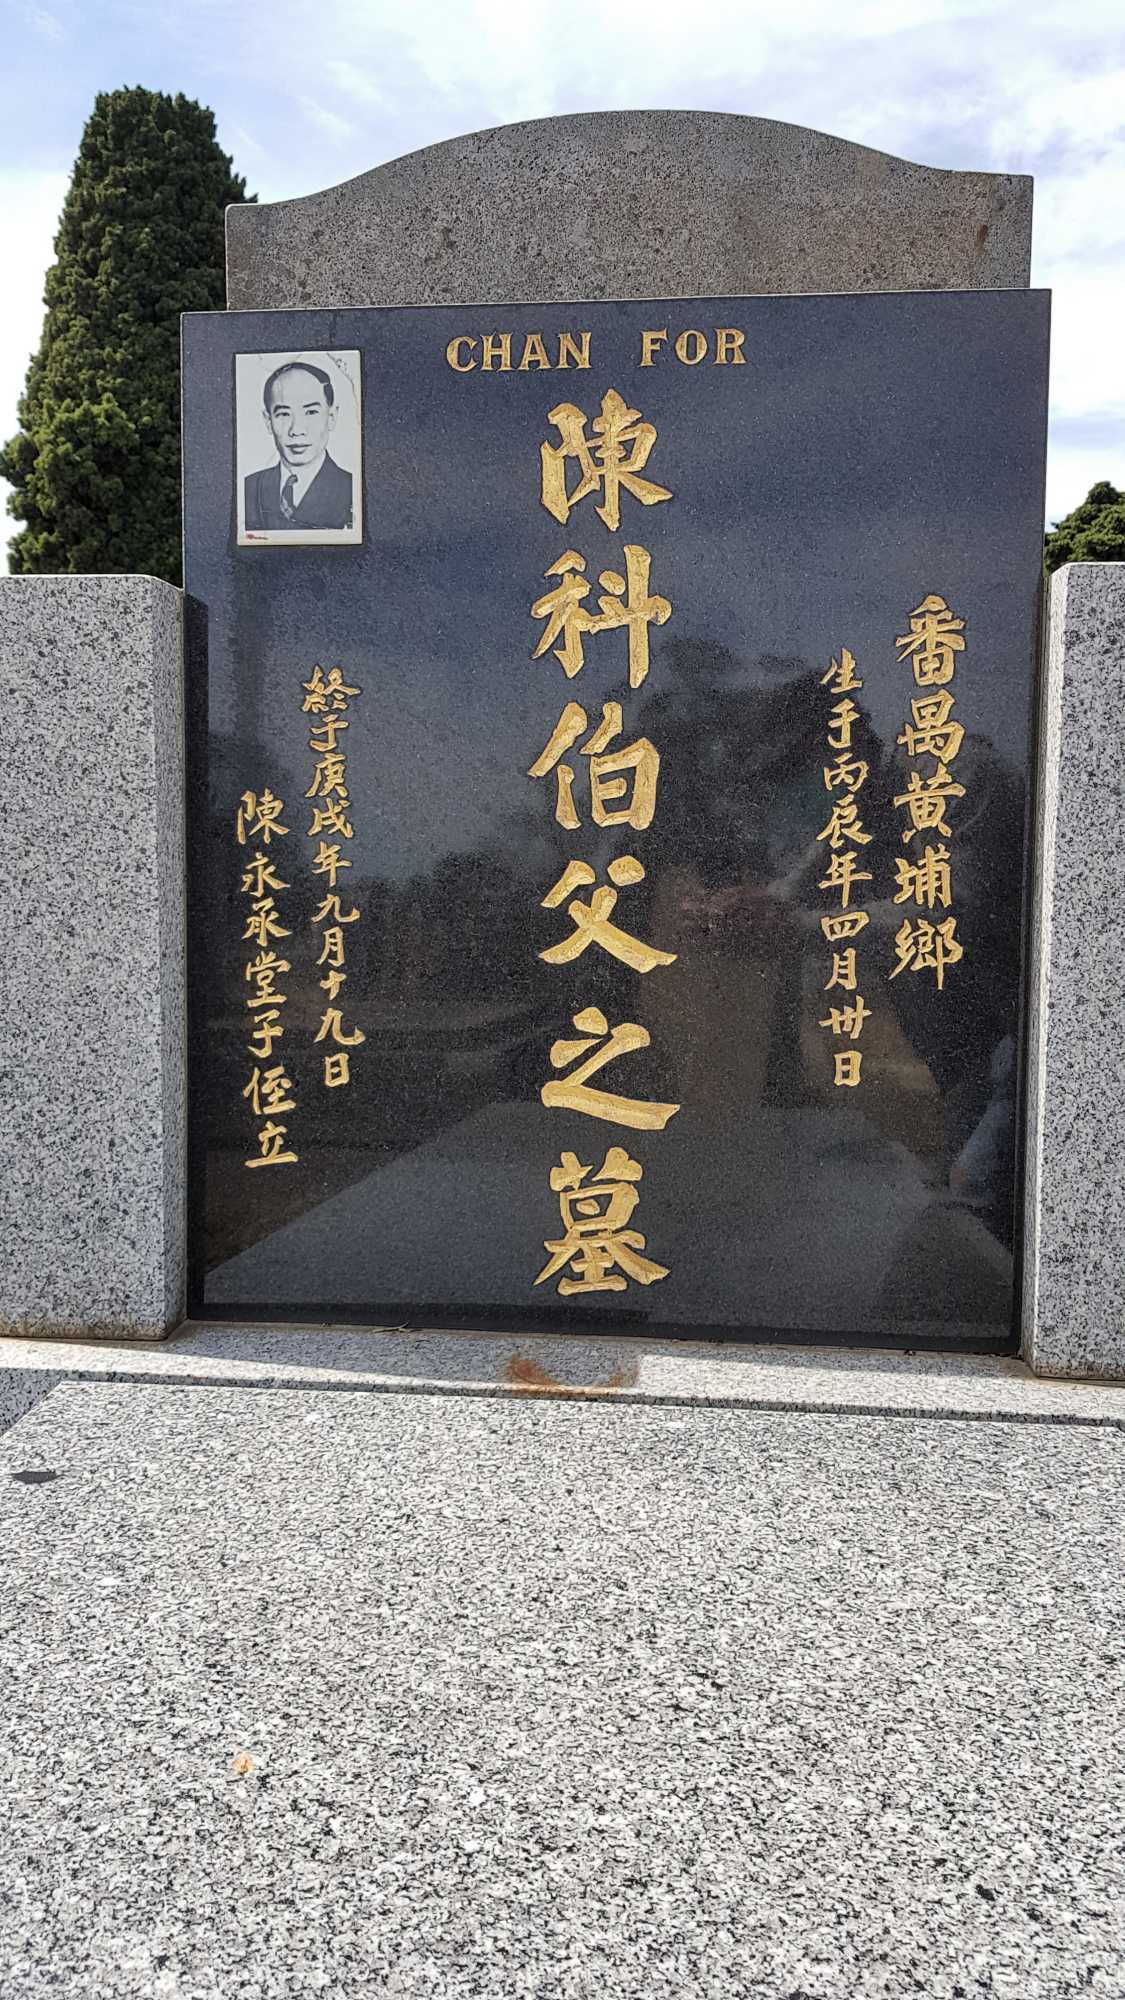 CHAN FOR
番禺黃埔鄉
生于丙辰年四月卅日
陳科伯父之墓
終于庚戌年九月十九日
陳永承堂子侄立